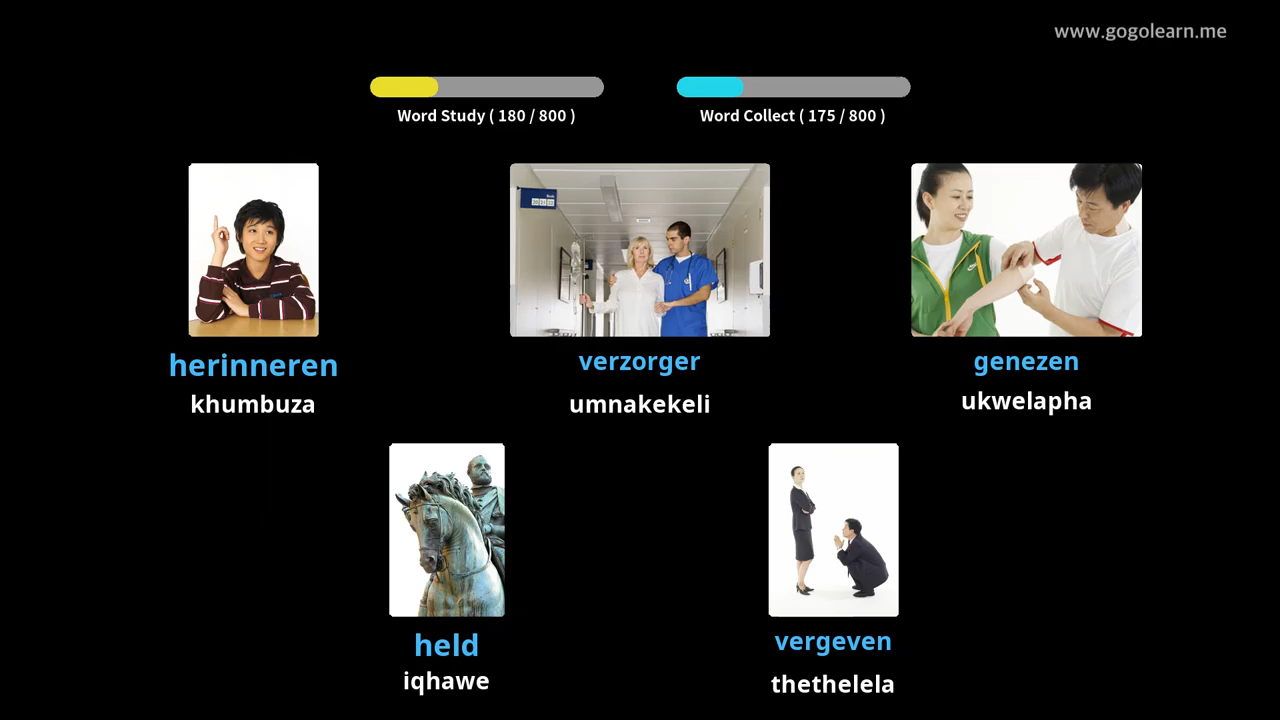 www.gogolearn.me
Word Study ( 180 / 800 )
Word Collect ( 175 / 800 )
herinneren
khumbuza
verzorger
umnakekeli
genezen
ukwelapha
held
iqhawe
vergeven
thethelela